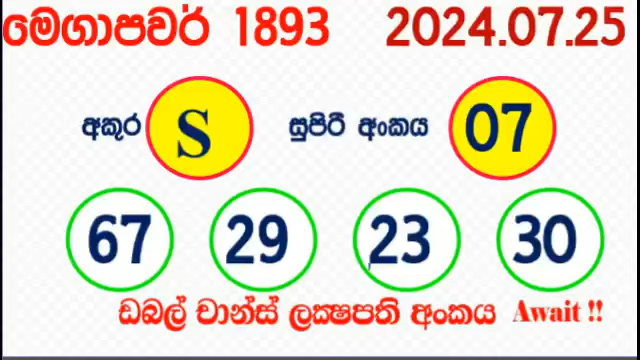 මෙගාපවර් 1893 2024.07.25
අකුර S සුපිරි අංකය 07
67 29 23 30
ඩබල් චාන්ස් ලක්‍ෂපති අංකය Await !!